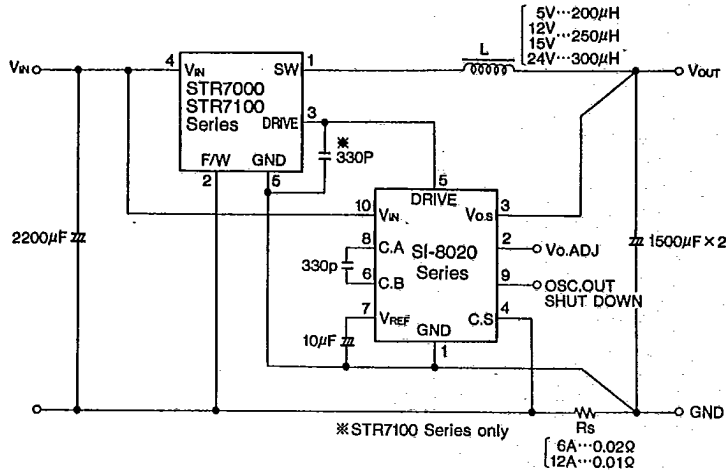 5V···200µH
12V···250µH
15V
24V···300µH
L
VIN
4
VIN
SW
1
VOUT
STR7000
STR7100
Series
DRIVE
3
※
330P
F/W
GND
2
5
5
DRIVE
10
VIN
VO.S
3
2200µF
8
C.A
SI-8020
Series
2
VO.ADJ
1500µF×2
330p
6
C.B
9
OSC.OUT
SHUT DOWN
7
VREF
C.S
4
10µF
GND
1
GND
※STR7100 Series only
Rs
6A···0.02Ω
12A···0.01Ω